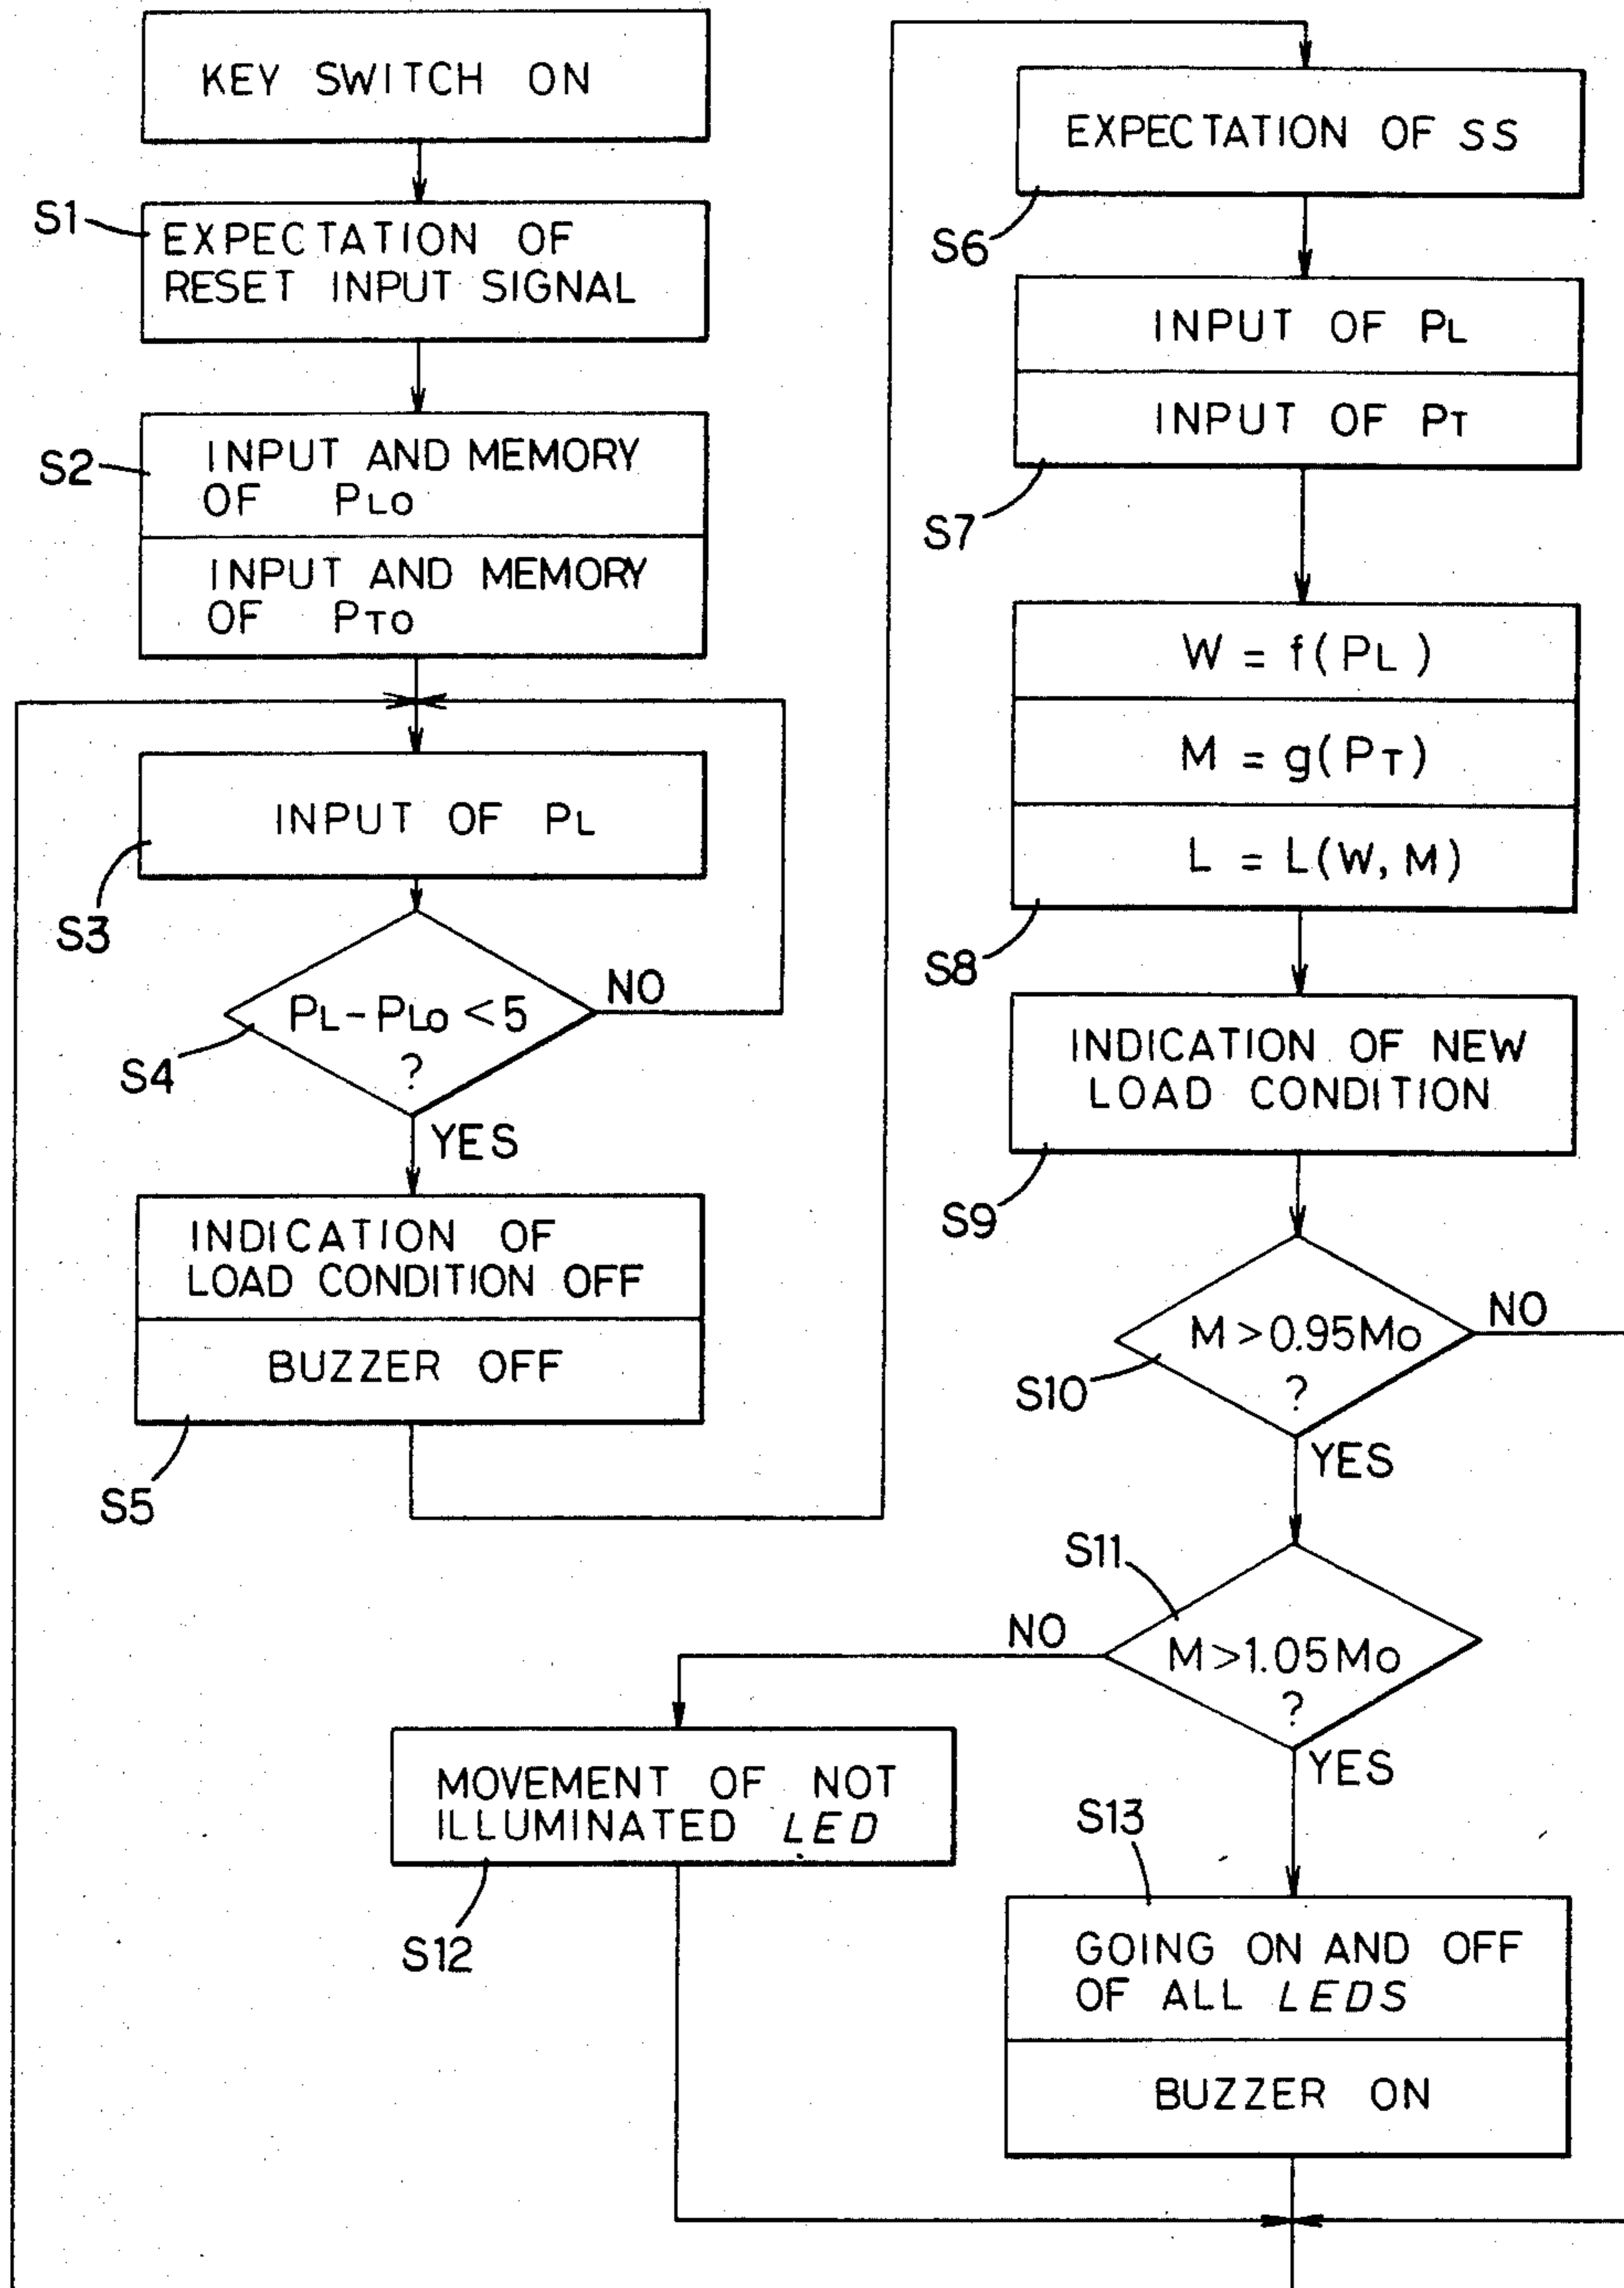 KEY SWITCH ON
S1
EXPECTATION OF
RESET INPUT SIGNAL
S2
INPUT AND MEMORY
OF PLO
INPUT AND MEMORY
OF PTO
INPUT OF PL
S3
PL-PLO <5
?
NO
S4
YES
INDICATION OF
LOAD CONDITION OFF
BUZZER OFF
S5
EXPECTATION OF SS
S6
INPUT OF PL
INPUT OF PT
S7
W = f(PL)
M = g(PT)
L = L(W, M)
S8
INDICATION OF NEW
LOAD CONDITION
S9
M>0.95MO
?
NO
S10
YES
S11
M>1.05MO
?
NO
YES
MOVEMENT OF NOT
ILLUMINATED LED
S12
S13
GOING ON AND OFF
OF ALL LEDS
BUZZER ON